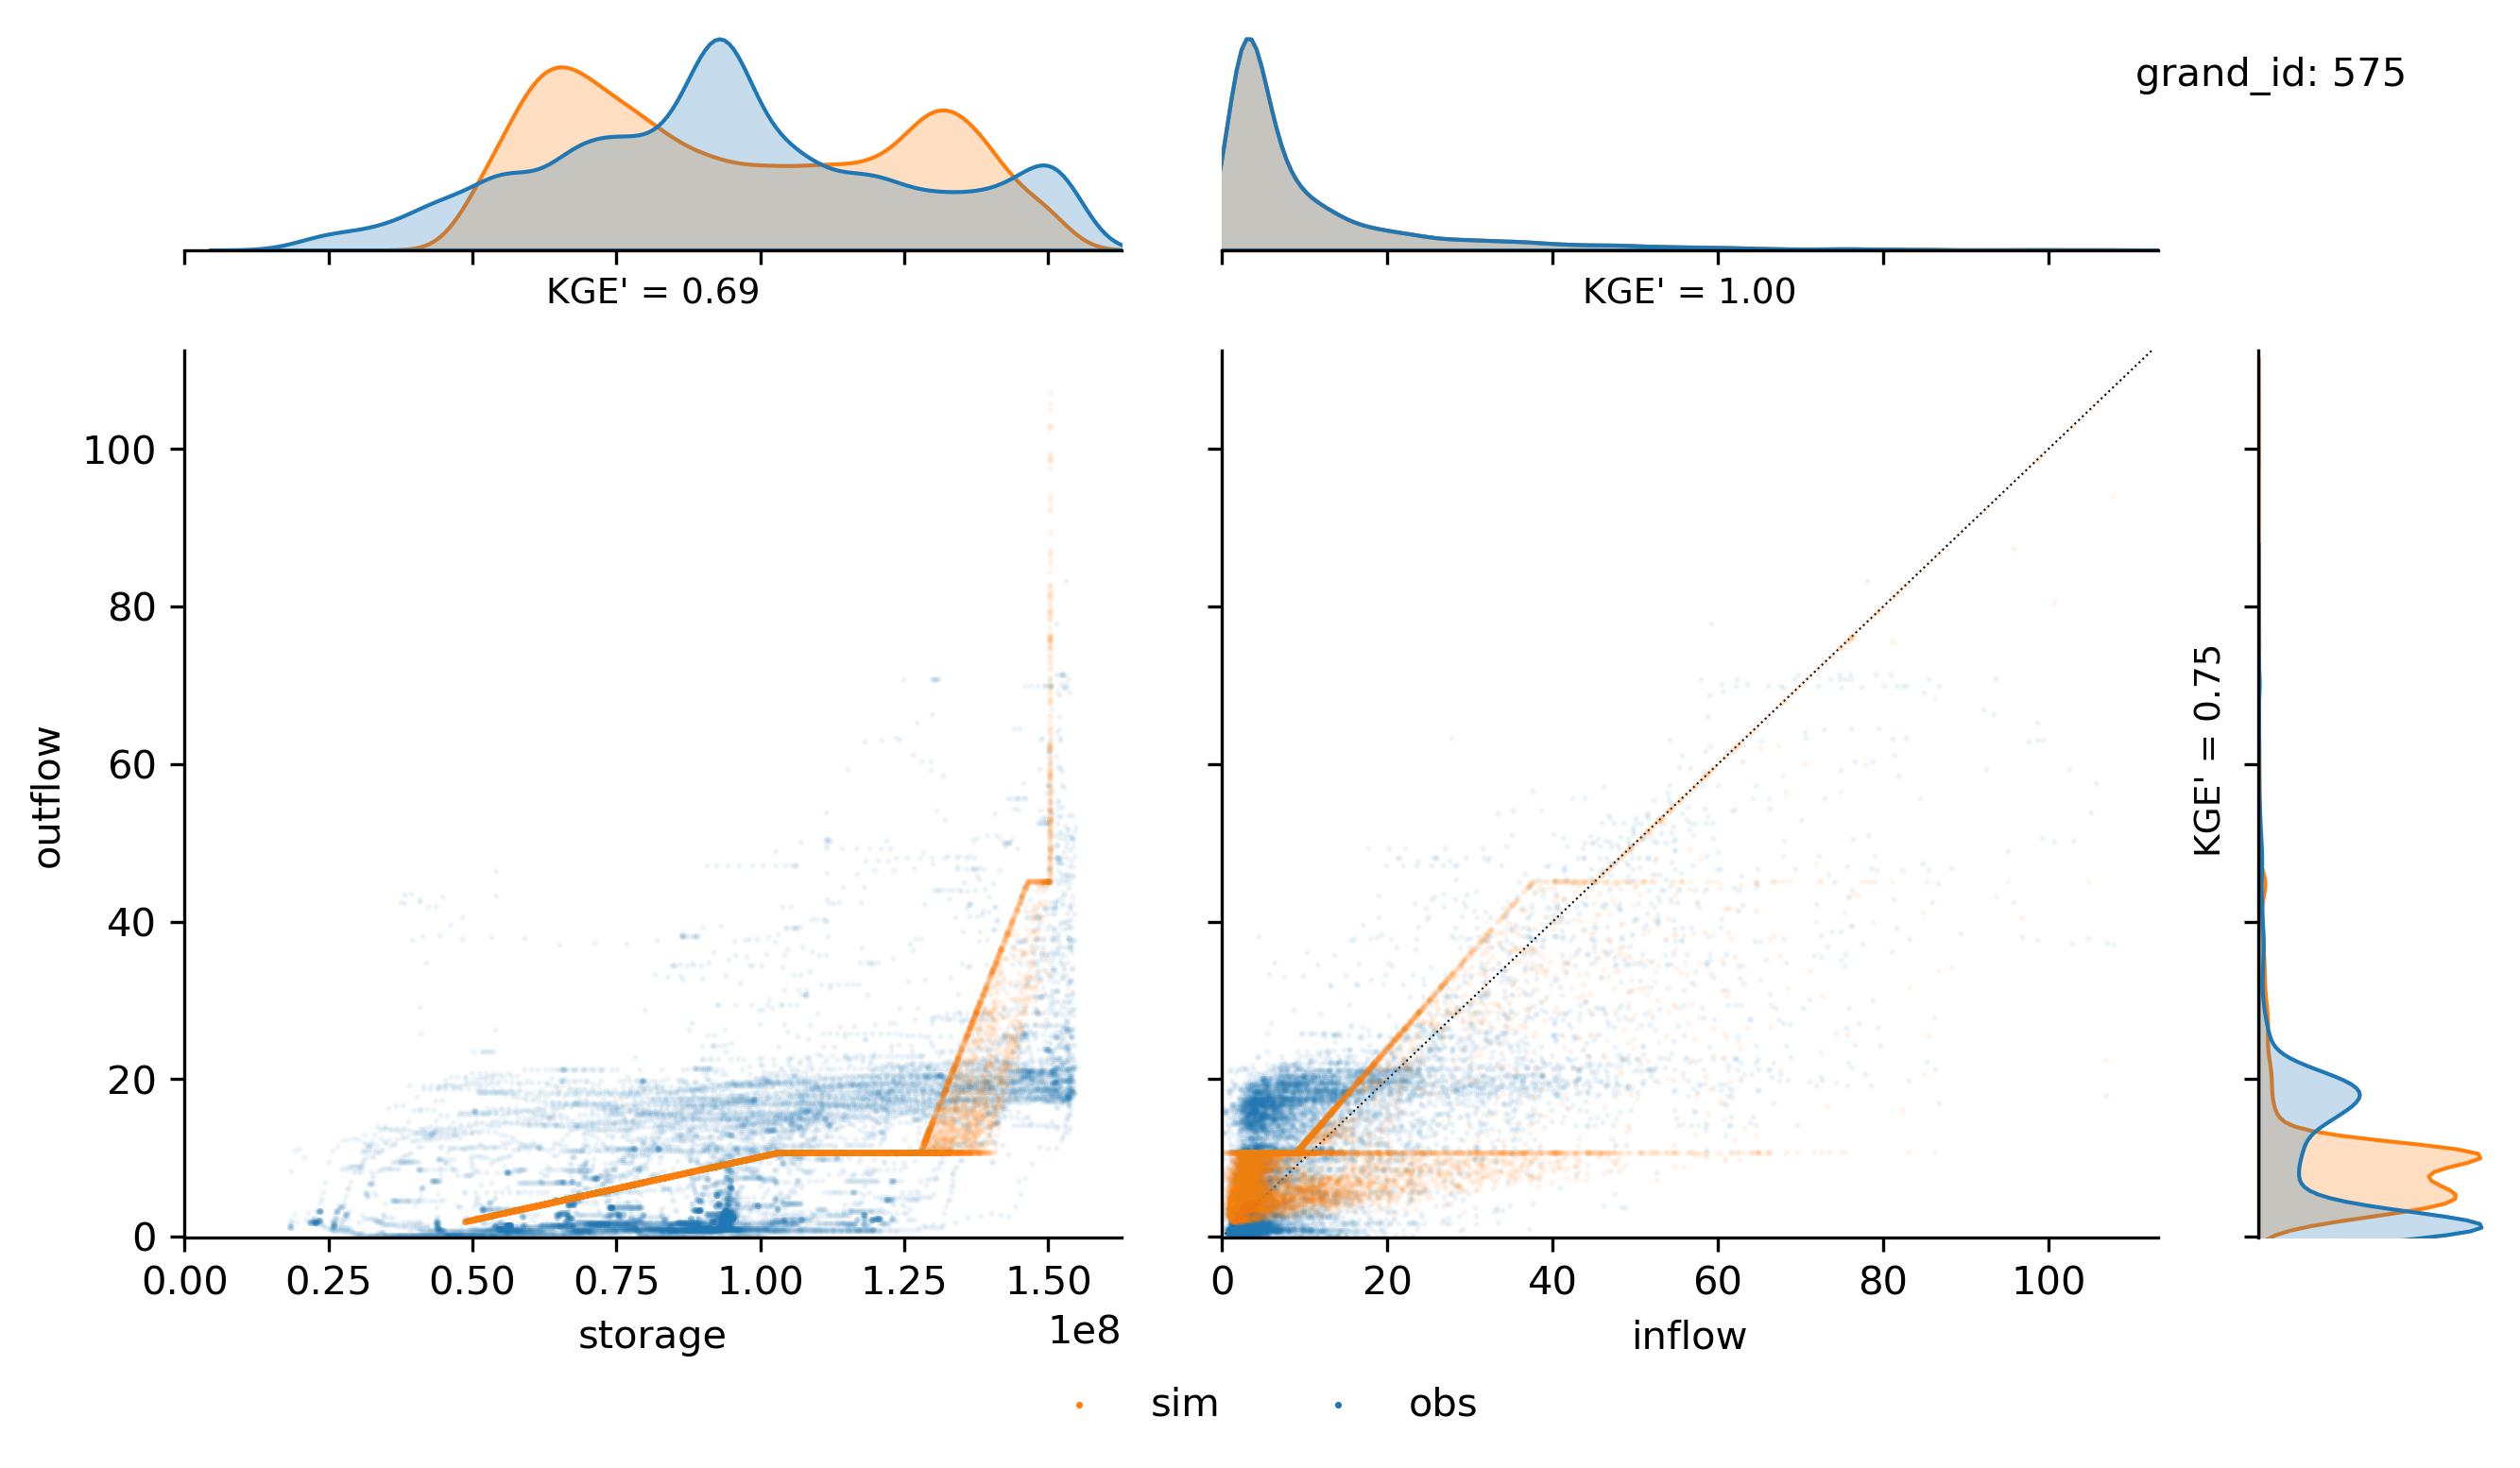 grand_id: 575
KGE' = 0.69
KGE' = 1.00
outflow
100
80
60
40
20
0
KGE' = 0.75
0.00 0.25 0.50 0.75 1.00 1.25 1.50
1e8
storage
0 20 40 60 80 100
inflow
sim obs